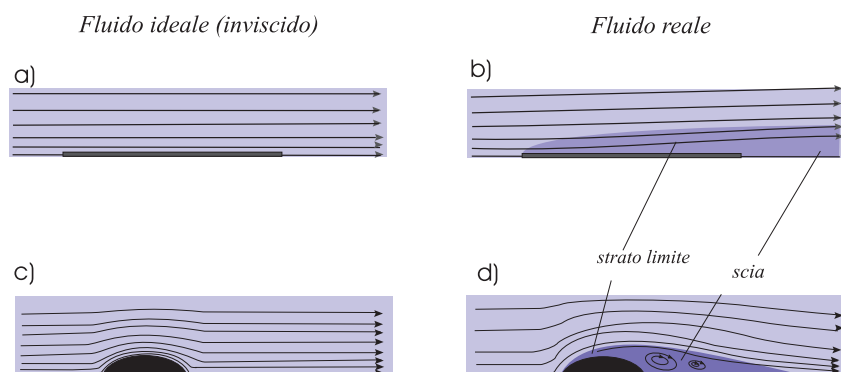 Fluido ideale (inviscido)
Fluido reale
a)
b)
strato limite
scia
c)
d)